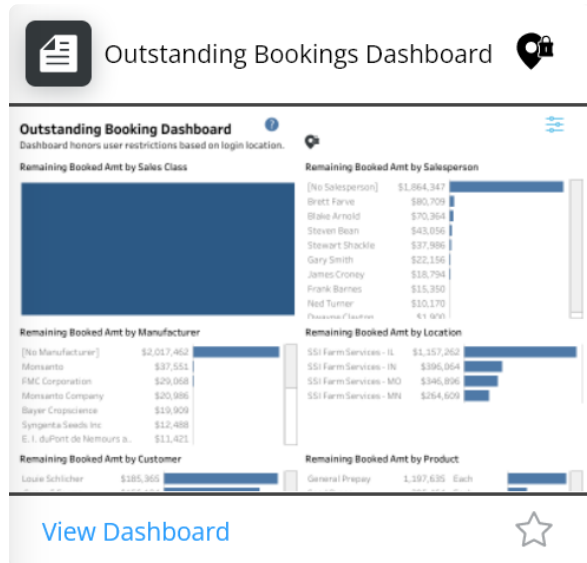 Outstanding Bookings Dashboard
Outstanding Booking Dashboard ?
Dashboard honors user restrictions based on login location.
Remaining Booked Amt by Sales Class
Remaining Booked Amt by Salesperson
[No Salesperson] $1,864,347
Brett Farve $80,709
Blake Arnold $70,364
Steven Bean $43,056
Stewart Shackle $37,986
Gary Smith $22,156
James Croney $18,794
Frank Barnes $15,350
Ned Turner $10,170
Dwayne Clayton $1,900
Remaining Booked Amt by Manufacturer
[No Manufacturer] $2,017,462
Monsanto $37,551
FMC Corporation $29,068
Monsanto Company $20,986
Bayer Cropscience $19,909
Syngenta Seeds Inc $12,488
E. I. duPont de Nemours a.. $11,421
Remaining Booked Amt by Location
SSI Farm Services - IL $1,157,262
SSI Farm Services - IN $396,064
SSI Farm Services - MO $346,896
SSI Farm Services - MN $264,609
Remaining Booked Amt by Customer
Louie Schlicher $185,365
Remaining Booked Amt by Product
General Prepay 1,197,635 Each
View Dashboard